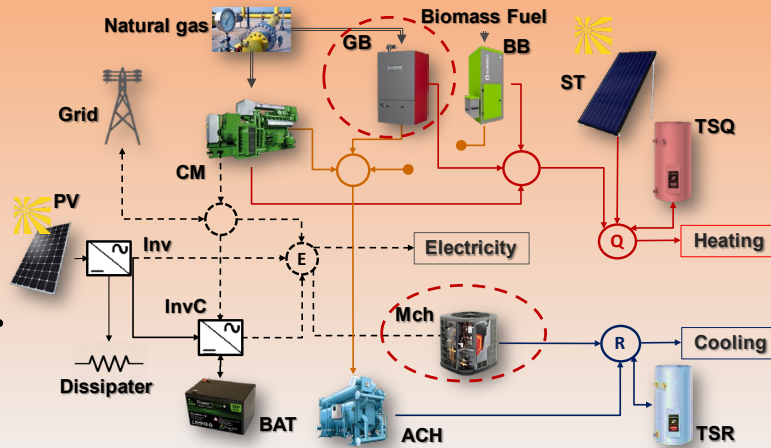 Natural gas
Biomass Fuel
GB
BB
ST
Grid
TSQ
CM
PV
Inv
E
Electricity
Q
Heating
InvC
Mch
R
Cooling
Dissipater
BAT
ACH
TSR